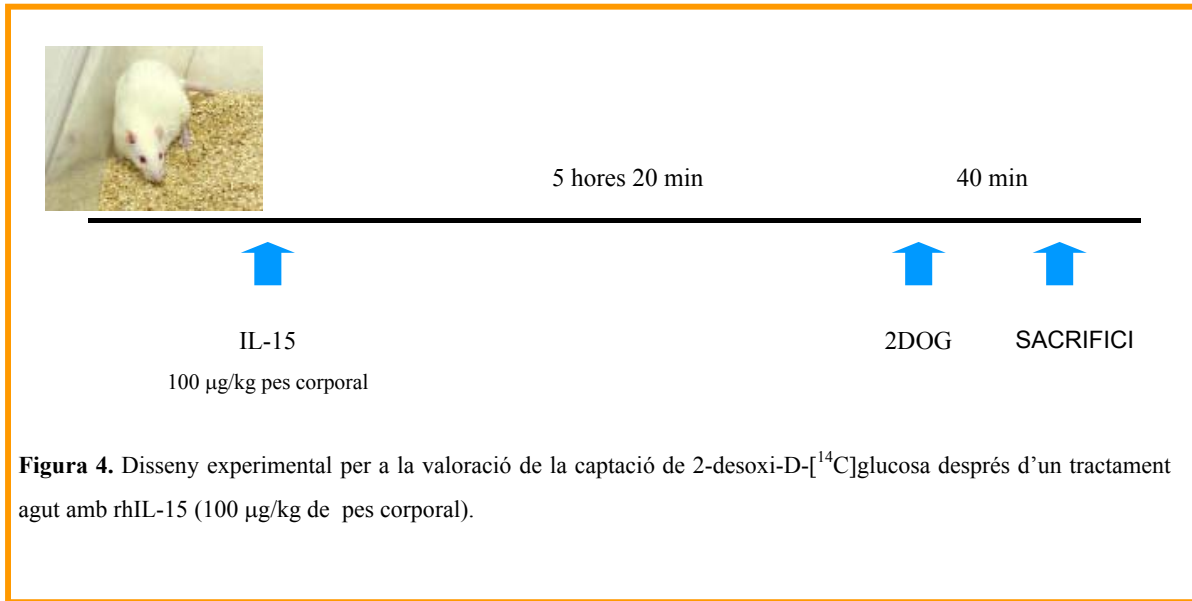 5 hores 20 min
40 min
IL-15
2DOG
SACRIFICI
100 μg/kg pes corporal
Figura 4. Disseny experimental per a la valoració de la captació de 2-desoxi-D-[¹⁴C]glucosa després d’un tractament
agut amb rhIL-15 (100 μg/kg de pes corporal).